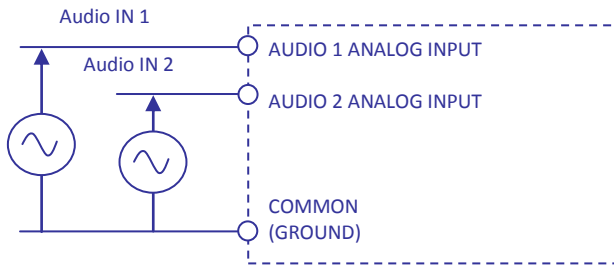 Audio IN 1
AUDIO 1 ANALOG INPUT
Audio IN 2
AUDIO 2 ANALOG INPUT
COMMON
(GROUND)